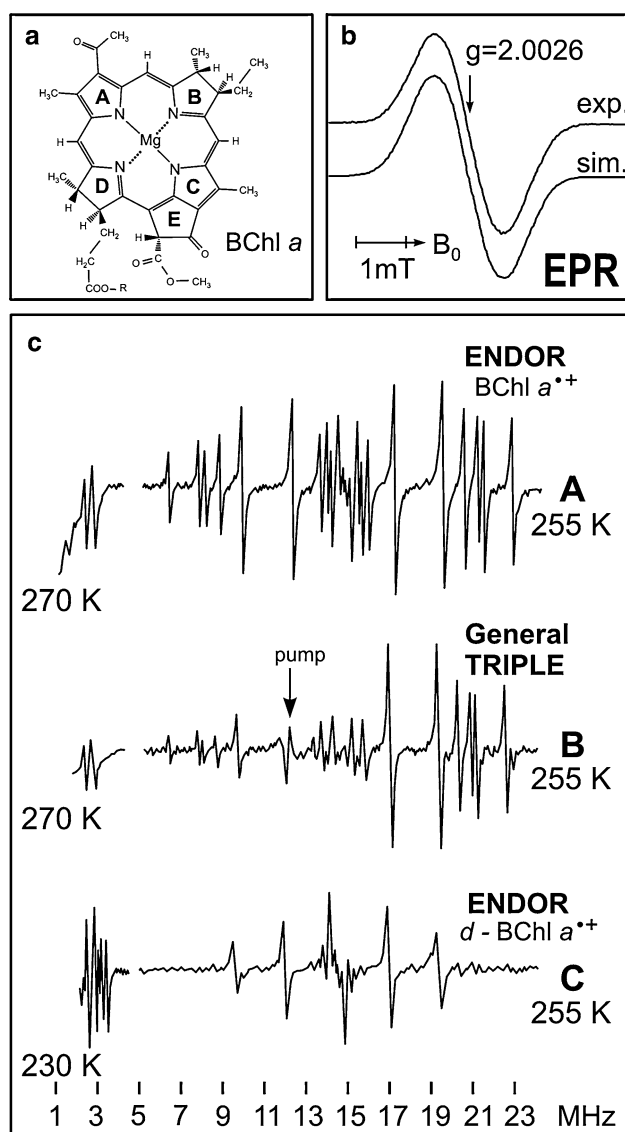 a
CH₃
O
C
H
CH₃
H
CH₃
H₃C
A
B
H
CH₂
N
N
Mg
H
H
N
N
H₃C
D
C
H
E
CH₃
H
H
O
CH₂
BChl a
H₂C
O
C
O
CH₃
COO
R
b
g=2.0026
exp.
sim.
B₀
1mT
EPR
c
ENDOR
BChl a•+
A
255 K
270 K
General
TRIPLE
pump
B
255 K
270 K
ENDOR
d - BChl a•+
C
255 K
230 K
1 3 5 7 9 11 13 15 17 19 21 23 MHz